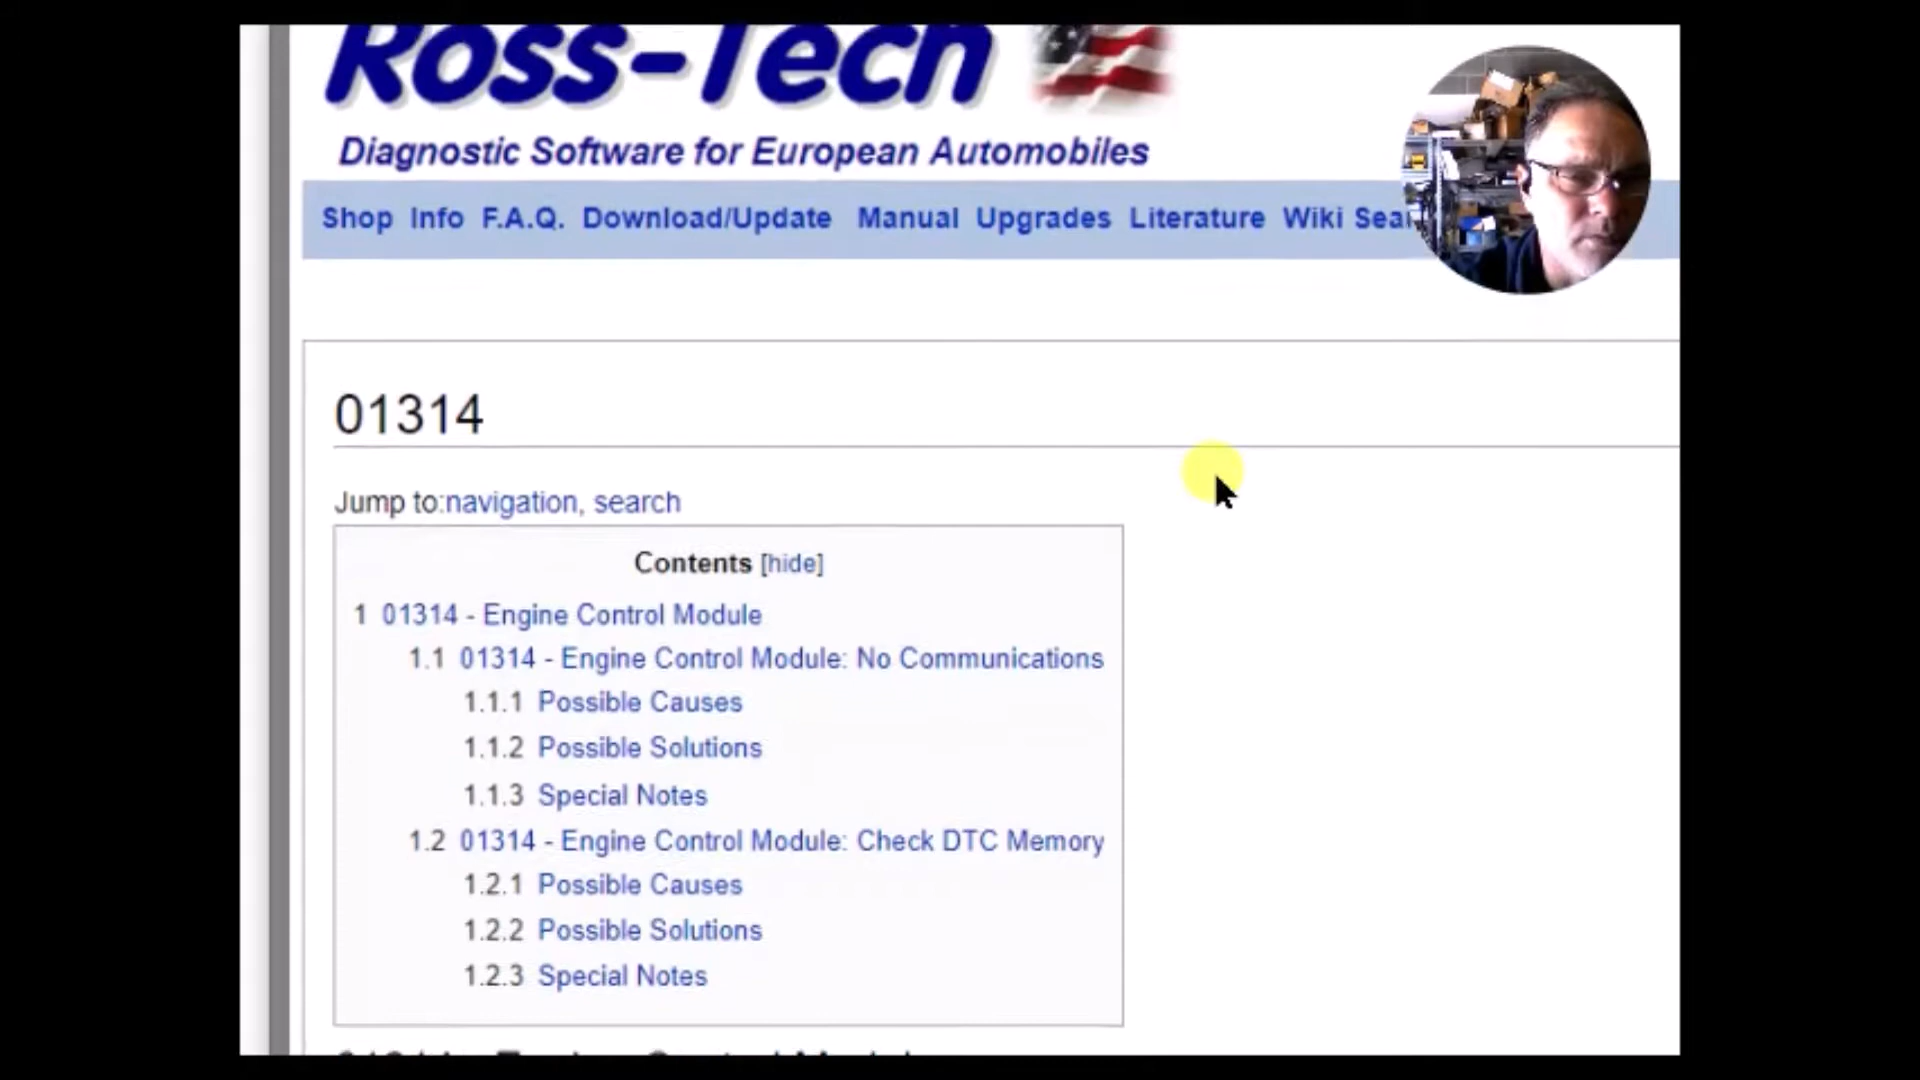 Ross-Tech
Diagnostic Software for European Automobiles
Shop Info F.A.Q. Download/Update Manual Upgrades Literature Wiki
01314
Jump to:navigation, search
Contents [hide]
1 01314 - Engine Control Module
1.1 01314 - Engine Control Module: No Communications
1.1.1 Possible Causes
1.1.2 Possible Solutions
1.1.3 Special Notes
1.2 01314 - Engine Control Module: Check DTC Memory
1.2.1 Possible Causes
1.2.2 Possible Solutions
1.2.3 Special Notes